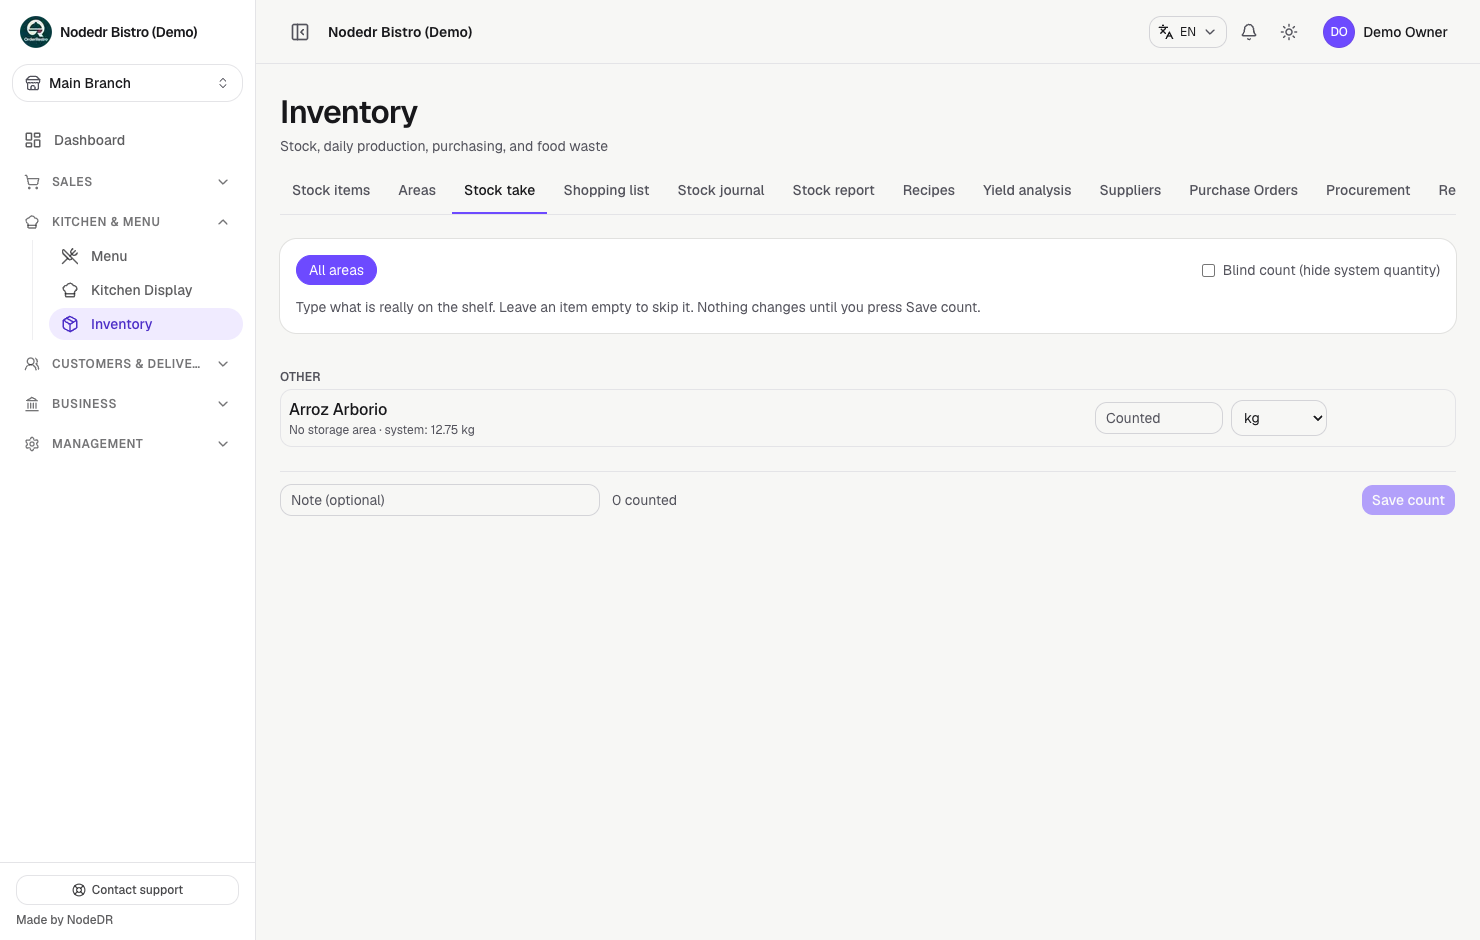 Nodedr Bistro (Demo)
Main Branch
Dashboard
SALES
KITCHEN & MENU
Menu
Kitchen Display
Inventory
CUSTOMERS & DELIVE…
BUSINESS
MANAGEMENT
Contact support
Made by NodeDR
Nodedr Bistro (Demo)
EN
DO
Demo Owner
Inventory
Stock, daily production, purchasing, and food waste
Stock items Areas Stock take Shopping list Stock journal Stock report Recipes Yield analysis Suppliers Purchase Orders Procurement Re
All areas
Blind count (hide system quantity)
Type what is really on the shelf. Leave an item empty to skip it. Nothing changes until you press Save count.
OTHER
Arroz Arborio
No storage area · system: 12.75 kg
Counted
kg
Note (optional)
0 counted
Save count